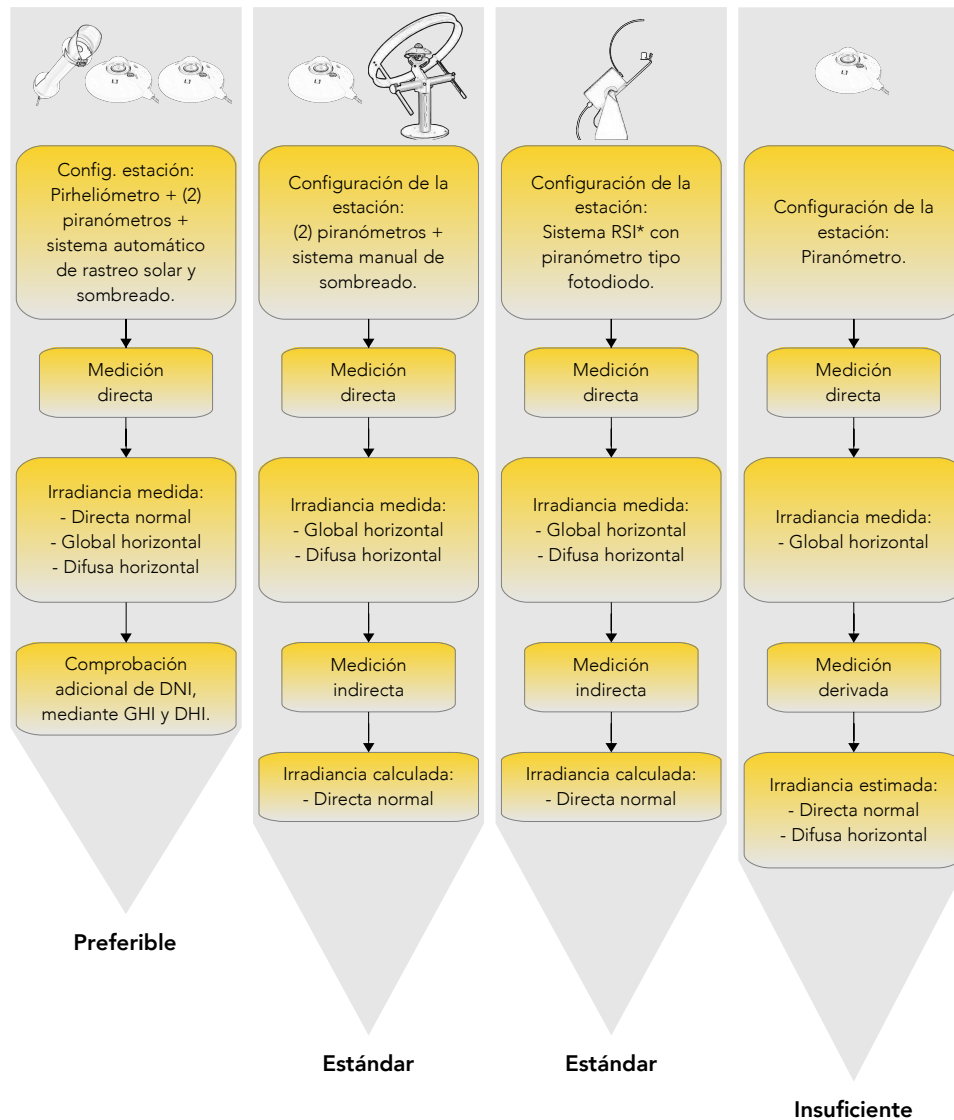 Config. estación:
Pirheliómetro + (2)
piranómetros +
sistema automático
de rastreo solar y
sombreado.
Medición
directa
Irradiancia medida:
- Directa normal
- Global horizontal
- Difusa horizontal
Comprobación
adicional de DNI,
mediante GHI y DHI.
Preferible
Configuración de la
estación:
(2) piranómetros +
sistema manual de
sombreado.
Medición
directa
Irradiancia medida:
- Global horizontal
- Difusa horizontal
Medición
indirecta
Irradiancia calculada:
- Directa normal
Estándar
Configuración de la
estación:
Sistema RSI* con
piranómetro tipo
fotodiodo.
Medición
directa
Irradiancia medida:
- Global horizontal
- Difusa horizontal
Medición
indirecta
Irradiancia calculada:
- Directa normal
Estándar
Configuración de la
estación:
Piranómetro.
Medición
directa
Irradiancia medida:
- Global horizontal
Medición
derivada
Irradiancia estimada:
- Directa normal
- Difusa horizontal
Insuficiente